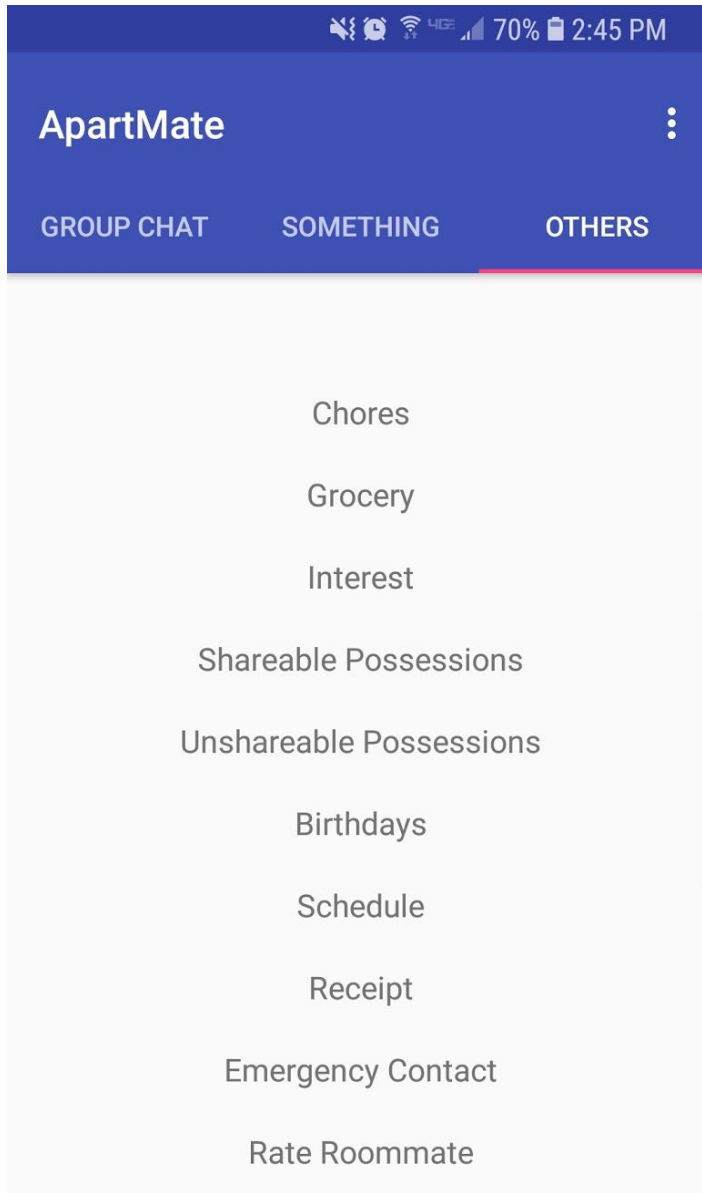 4GE 70% 2:45 PM
ApartMate
GROUP CHAT SOMETHING OTHERS
Chores
Grocery
Interest
Shareable Possessions
Unshareable Possessions
Birthdays
Schedule
Receipt
Emergency Contact
Rate Roommate